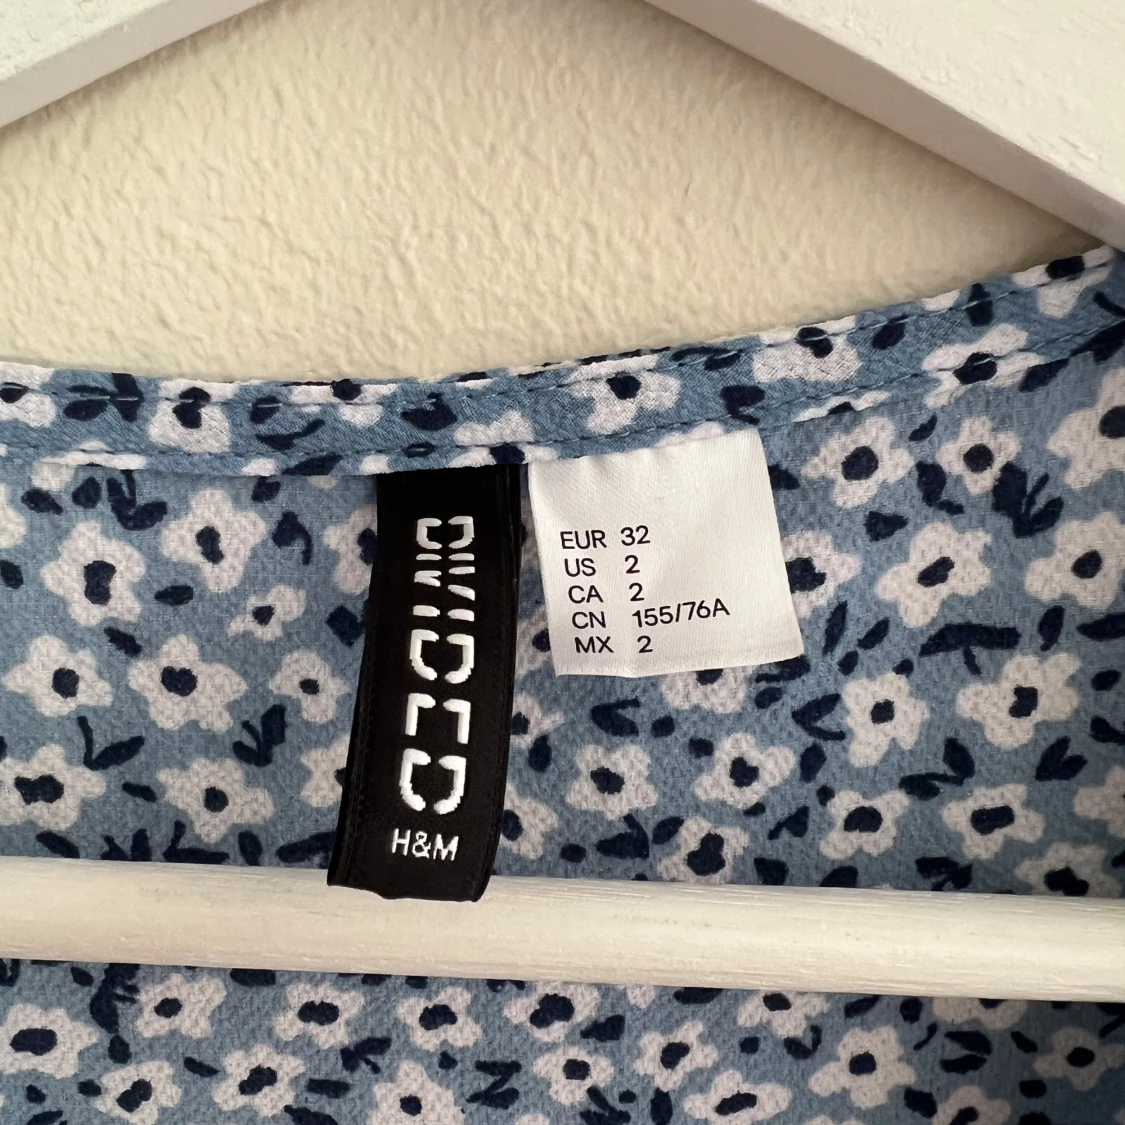 DIVIDED
H&M
EUR 32
US 2
CA 2
CN 155/76A
MX 2